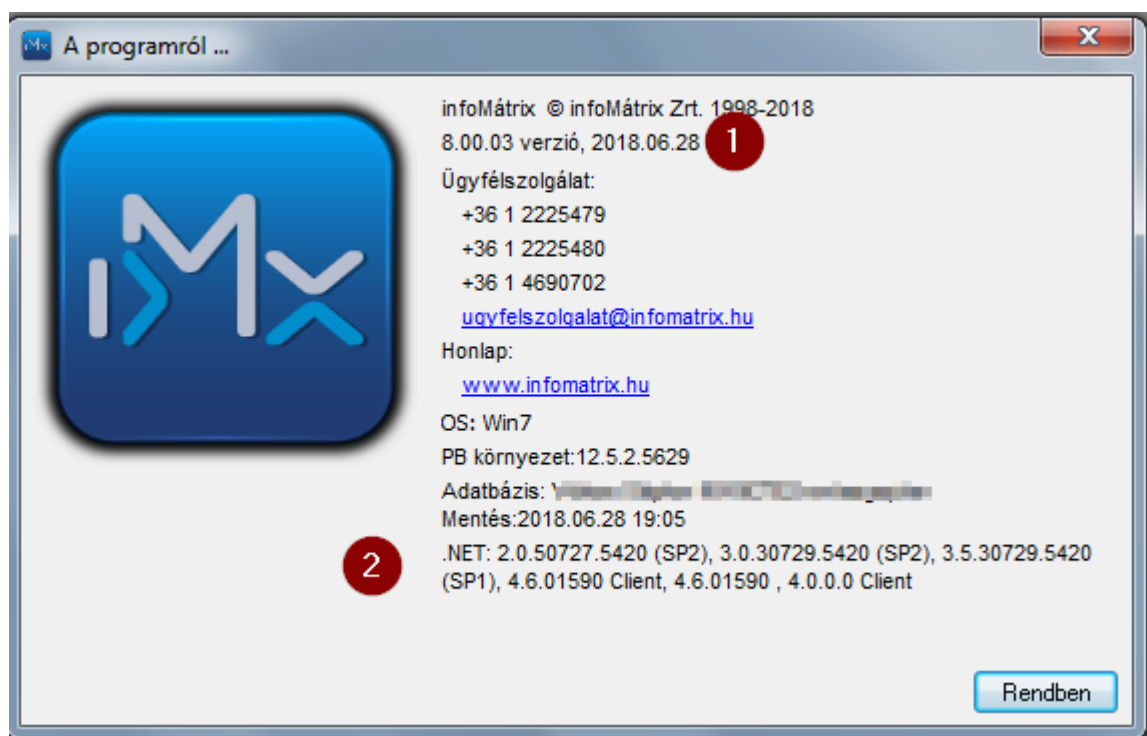 A programról ...
infoMátrix © infoMátrix Zrt. 1998-2018
8.00.03 verzió, 2018.06.28
1
Ügyfélszolgálat:
+36 1 2225479
+36 1 2225480
+36 1 4690702
ugyfelszolgalat@infomatrix.hu
Honlap:
www.infomatrix.hu
OS: Win7
PB környezet:12.5.2.5629
Adatbázis:
Mentés:2018.06.28 19:05
2
.NET: 2.0.50727.5420 (SP2), 3.0.30729.5420 (SP2), 3.5.30729.5420
(SP1), 4.6.01590 Client, 4.6.01590 , 4.0.0.0 Client
Rendben
iMx